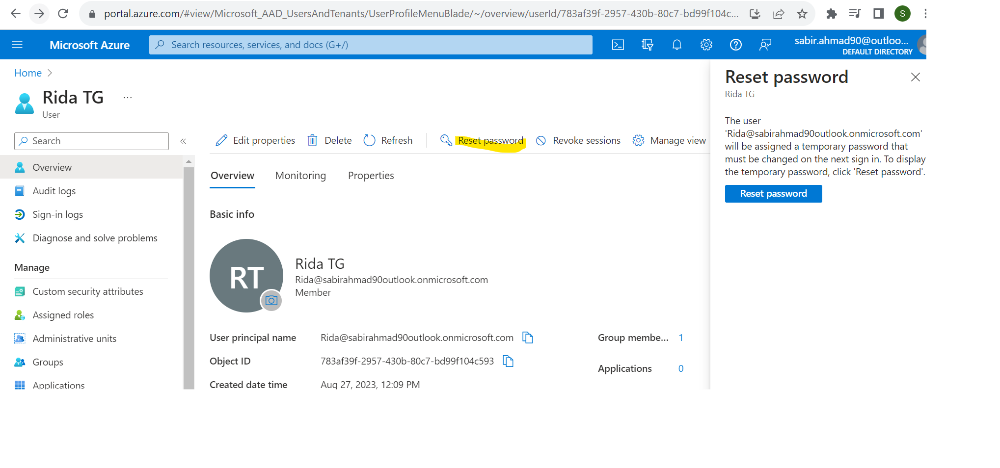 portal.azure.com/#view/Microsoft_AAD_UsersAndTenants/UserProfileMenuBlade/~/overview/userId/783af39f-2957-430b-80c7-bd99f104c...
S
Microsoft Azure
Search resources, services, and docs (G+/)
sabir.ahmad90@outloo...
DEFAULT DIRECTORY
Home
Rida TG
...
User
Search
Overview
Audit logs
Sign-in logs
Diagnose and solve problems
Manage
Custom security attributes
Assigned roles
Administrative units
Groups
Applications
Edit properties
Delete
Refresh
Reset password
Revoke sessions
Manage view
Overview
Monitoring
Properties
Basic info
RT
Rida TG
Rida@sabirahmad90outlook.onmicrosoft.com
Member
User principal name
Rida@sabirahmad90outlook.onmicrosoft.com
Group membe...
1
Object ID
783af39f-2957-430b-80c7-bd99f104c593
Applications
0
Created date time
Aug 27, 2023, 12:09 PM
Reset password
Rida TG
The user
'Rida@sabirahmad90outlook.onmicrosoft.com'
will be assigned a temporary password that
must be changed on the next sign in. To display
the temporary password, click 'Reset password'.
Reset password